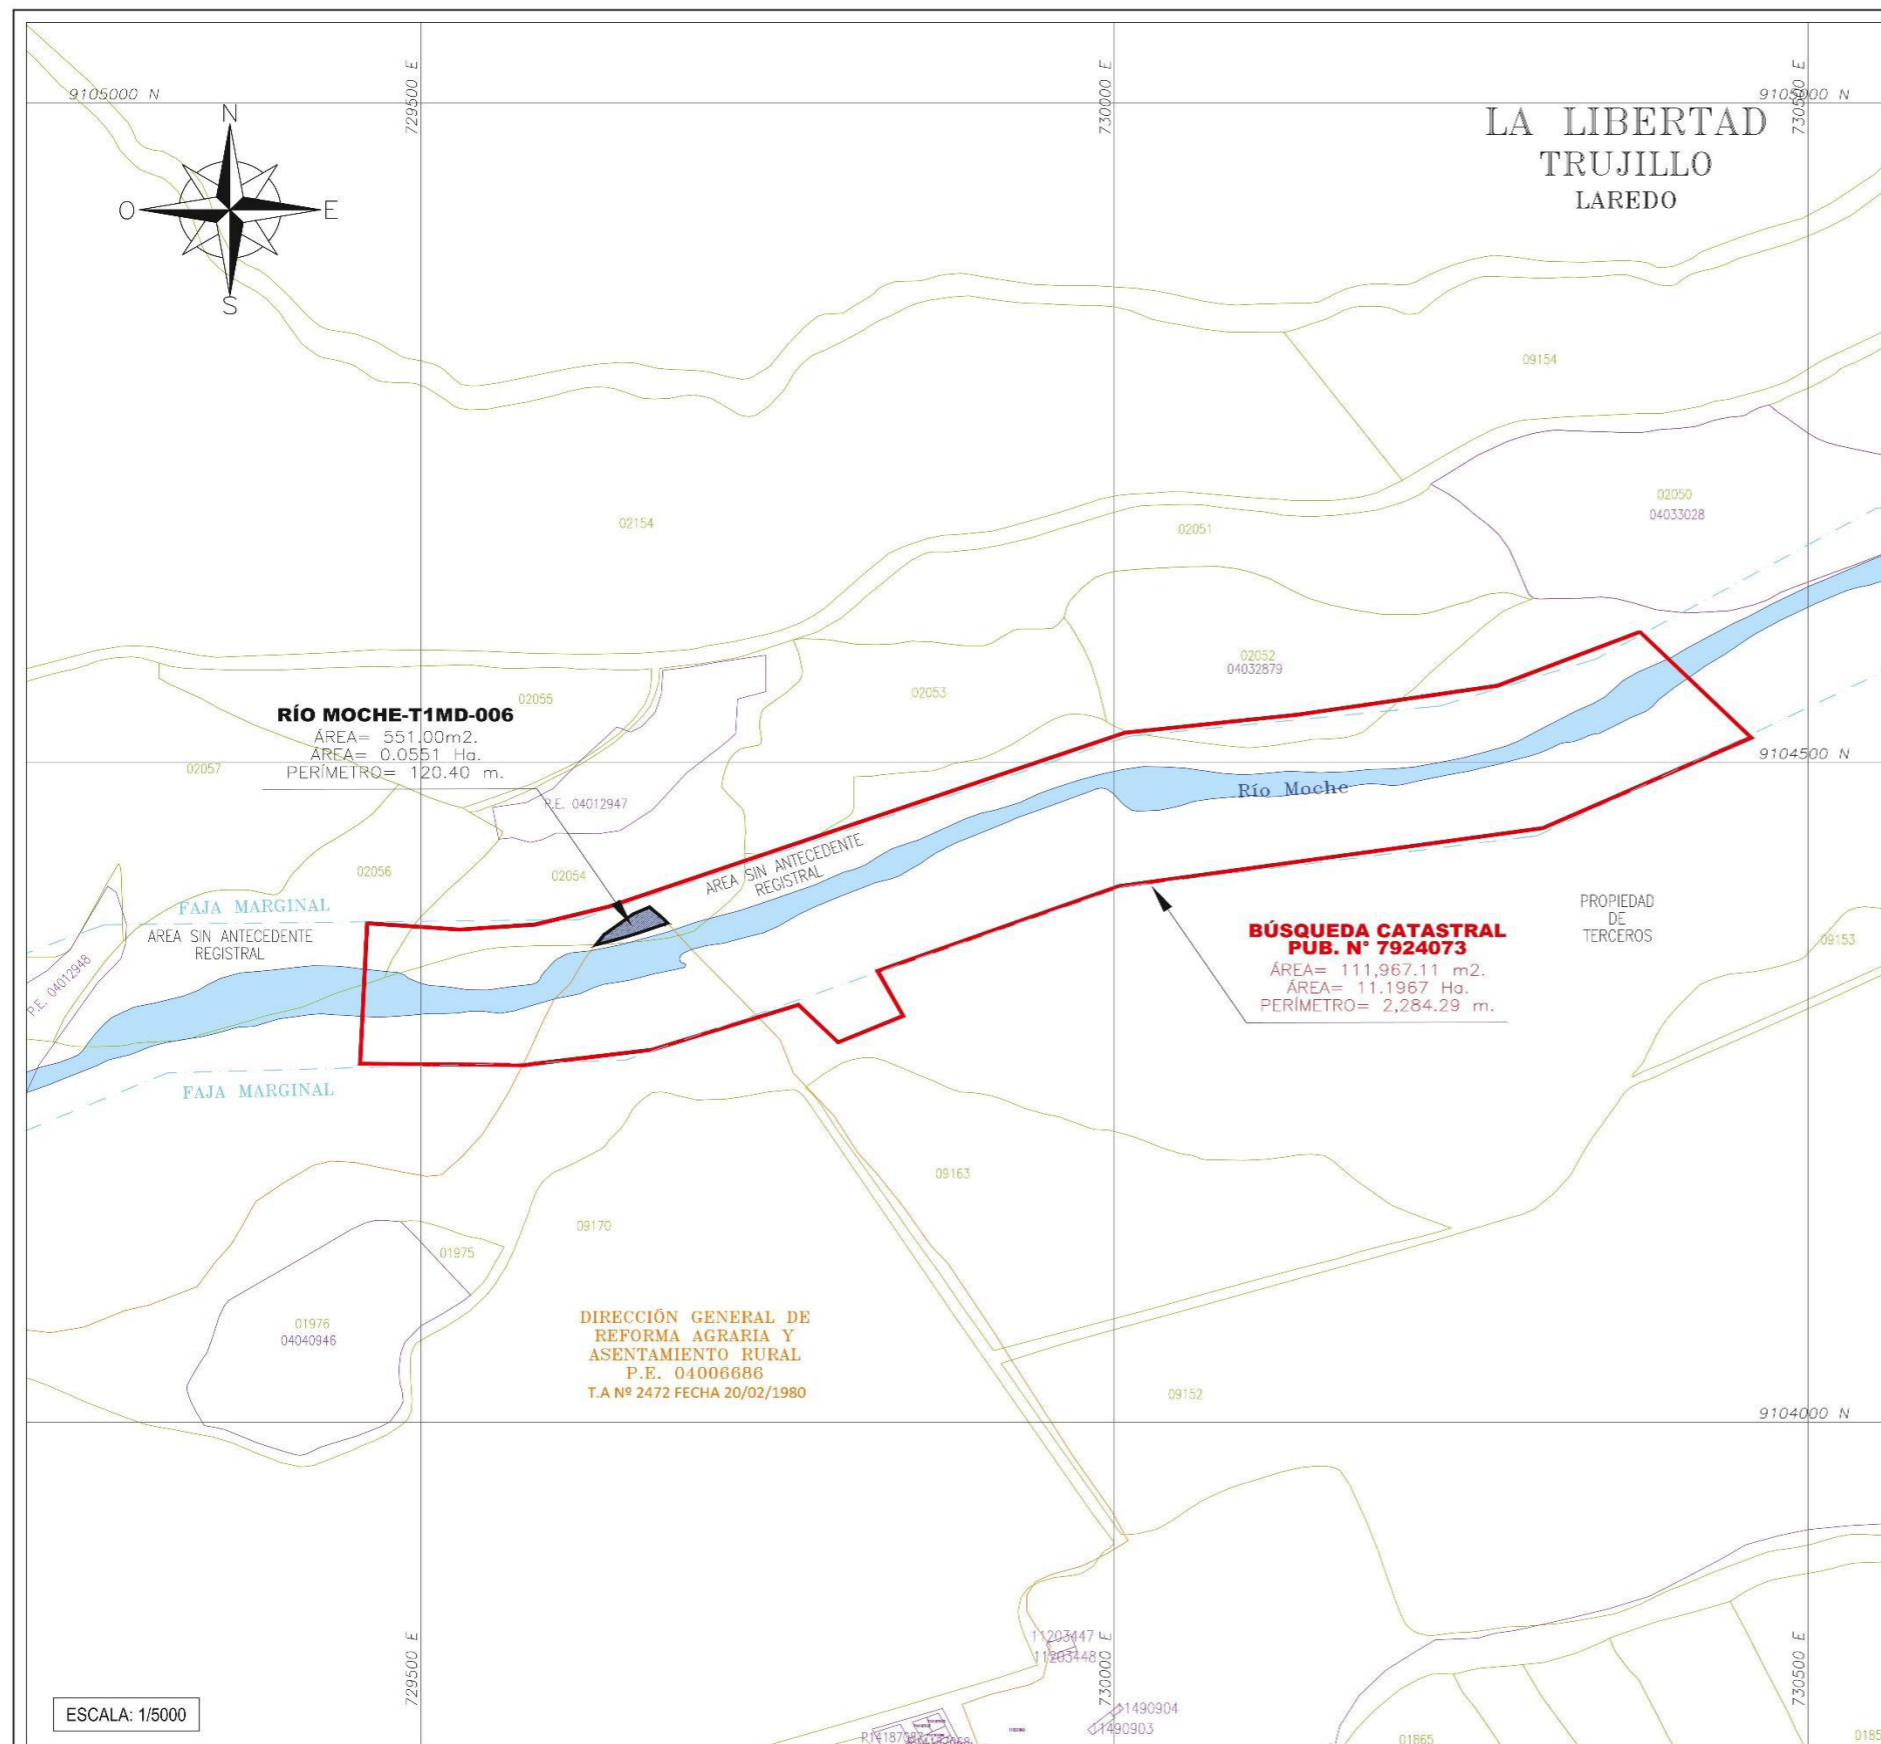 9105000 N
729500 E
730000 E
730500 E
9105000 N
LA LIBERTAD
TRUJILLO
LAREDO
N
O
E
S
09154
02154
02051
02050
04033028
02052
04032879
02053
02055
RÍO MOCHE-T1MD-006
ÁREA= 551.00m2.
ÁREA= 0.0551 Ha.
PERÍMETRO= 120.40 m.
02057
P.E. 04012947
9104500 N
Río Moche
02056
02054
AREA SIN ANTECEDENTE
REGISTRAL
FAJA MARGINAL
AREA SIN ANTECEDENTE
REGISTRAL
P.E. 04012948
PROPIEDAD
DE
TERCEROS
BÚSQUEDA CATASTRAL
PUB. N° 7924073
ÁREA= 111,967.11 m2.
ÁREA= 11.1967 Ha.
PERÍMETRO= 2,284.29 m.
09153
FAJA MARGINAL
09163
09170
01975
01976
04040946
DIRECCIÓN GENERAL DE
REFORMA AGRARIA Y
ASENTAMIENTO RURAL
P.E. 04006686
T.A Nº 2472 FECHA 20/02/1980
09152
9104000 N
11203447
11203448
729500 E
730000 E
730500 E
ESCALA: 1/5000
11490904
11490903
01865